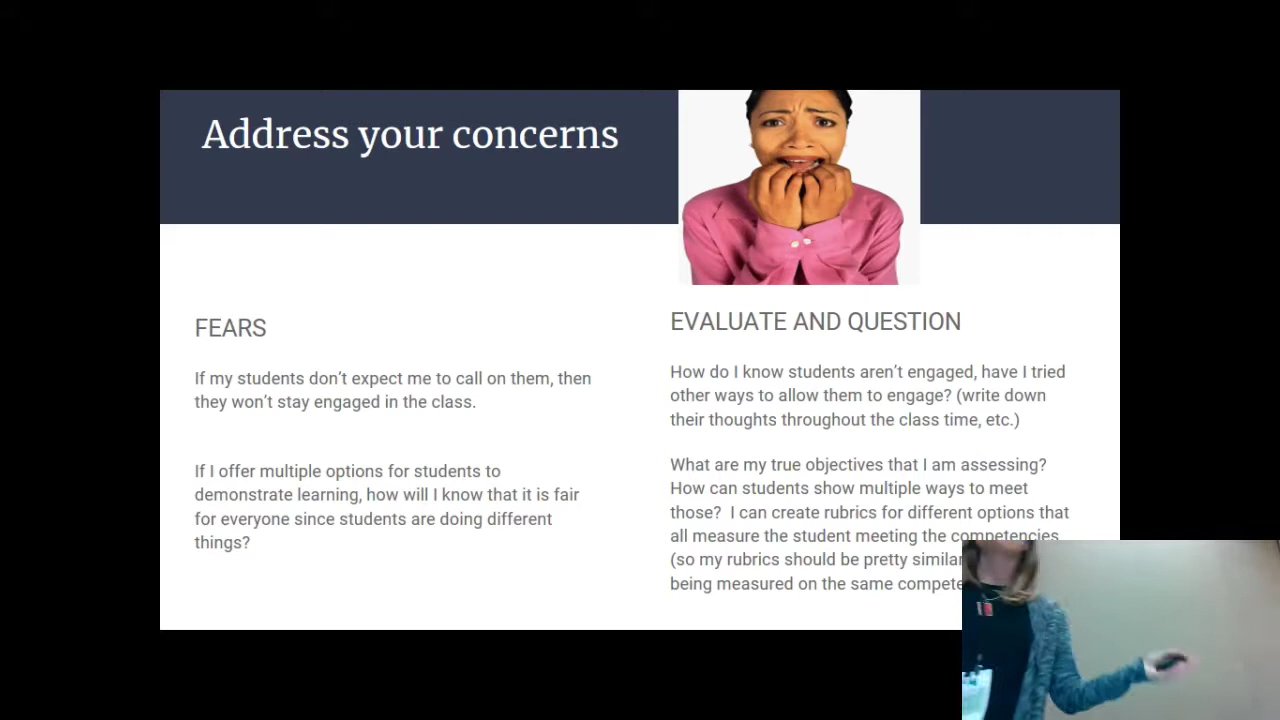 Address your concerns
FEARS
If my students don't expect me to call on them, then
they won't stay engaged in the class.
If I offer multiple options for students to
demonstrate learning, how will I know that it is fair
for everyone since students are doing different
things?
EVALUATE AND QUESTION
How do I know students aren't engaged, have I tried
other ways to allow them to engage? (write down
their thoughts throughout the class time, etc.)
What are my true objectives that I am assessing?
How can students show multiple ways to meet
those?  I can create rubrics for different options that
all measure the student meeting the competencies
(so my rubrics should be pretty
being measured on the same